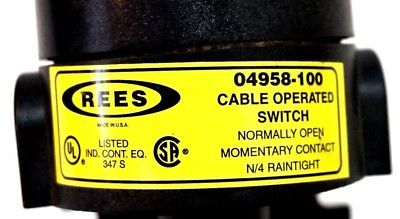 REES
MADE IN U.S.A.
UL
LISTED
IND. CONT. EQ.
347 S
SA
04958-100
CABLE OPERATED
SWITCH
NORMALLY OPEN
MOMENTARY CONTACT
N/4 RAINTIGHT